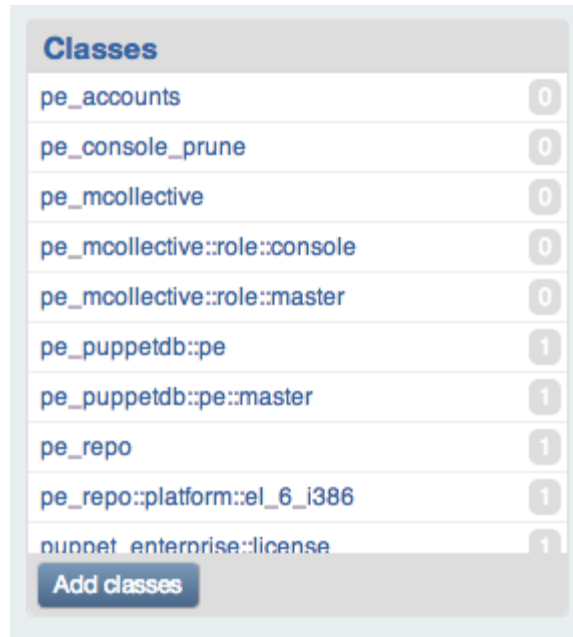 Classes
pe_accounts 0
pe_console_prune 0
pe_mcollective 0
pe_mcollective::role::console 0
pe_mcollective::role::master 0
pe_puppetdb::pe 1
pe_puppetdb::pe::master 1
pe_repo 1
pe_repo::platform::el_6_i386 1
puppet_enterprise::license 1
Add classes